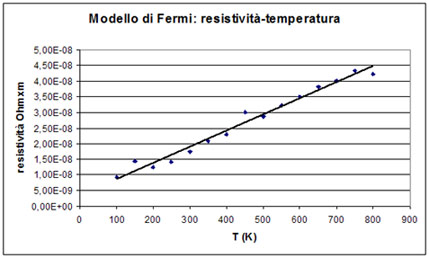 Modello di Fermi: resistività-temperatura
5,00E-08
4,50E-08
4,00E-08
3,50E-08
3,00E-08
2,50E-08
2,00E-08
1,50E-08
1,00E-08
5,00E-09
0,00E+00
resistività Ohmxm
0 100 200 300 400 500 600 700 800 900
T (K)